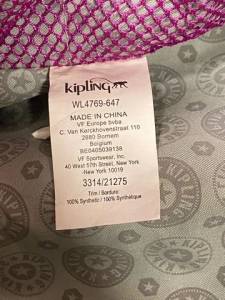 kipling
WL4769-647
MADE IN CHINA
VF Europe bvba
C. Van Kerckhovenstraat 110
2880 Bornem
Belgium
BE0405039138
VF Sportswear, Inc.
40 West 57th Street, New York
-New York 10019
3314/21275
Trim / Bordure:
100% Synthetic / 100% Synthétique
KIPLING